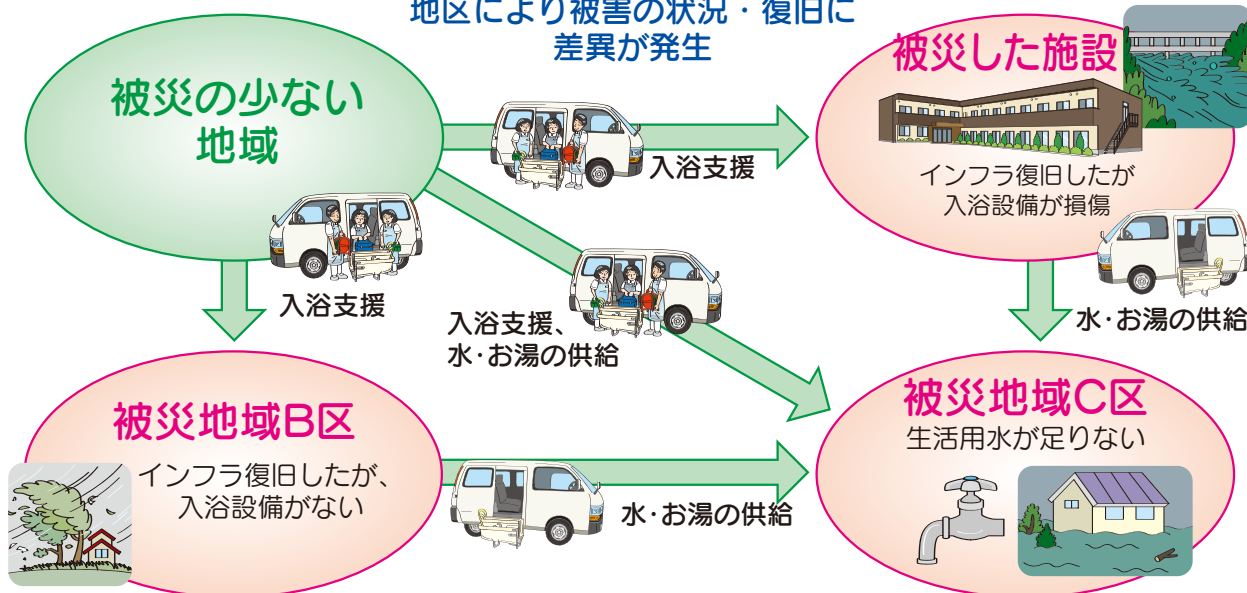 地区により被害の状況・復旧に
差異が発生
被災の少ない
地域
入浴支援
被災した施設
インフラ復旧したが
入浴設備が損傷
入浴支援
入浴支援、
水・お湯の供給
水・お湯の供給
被災地域B区
インフラ復旧したが、
入浴設備がない
水・お湯の供給
被災地域C区
生活用水が足りない